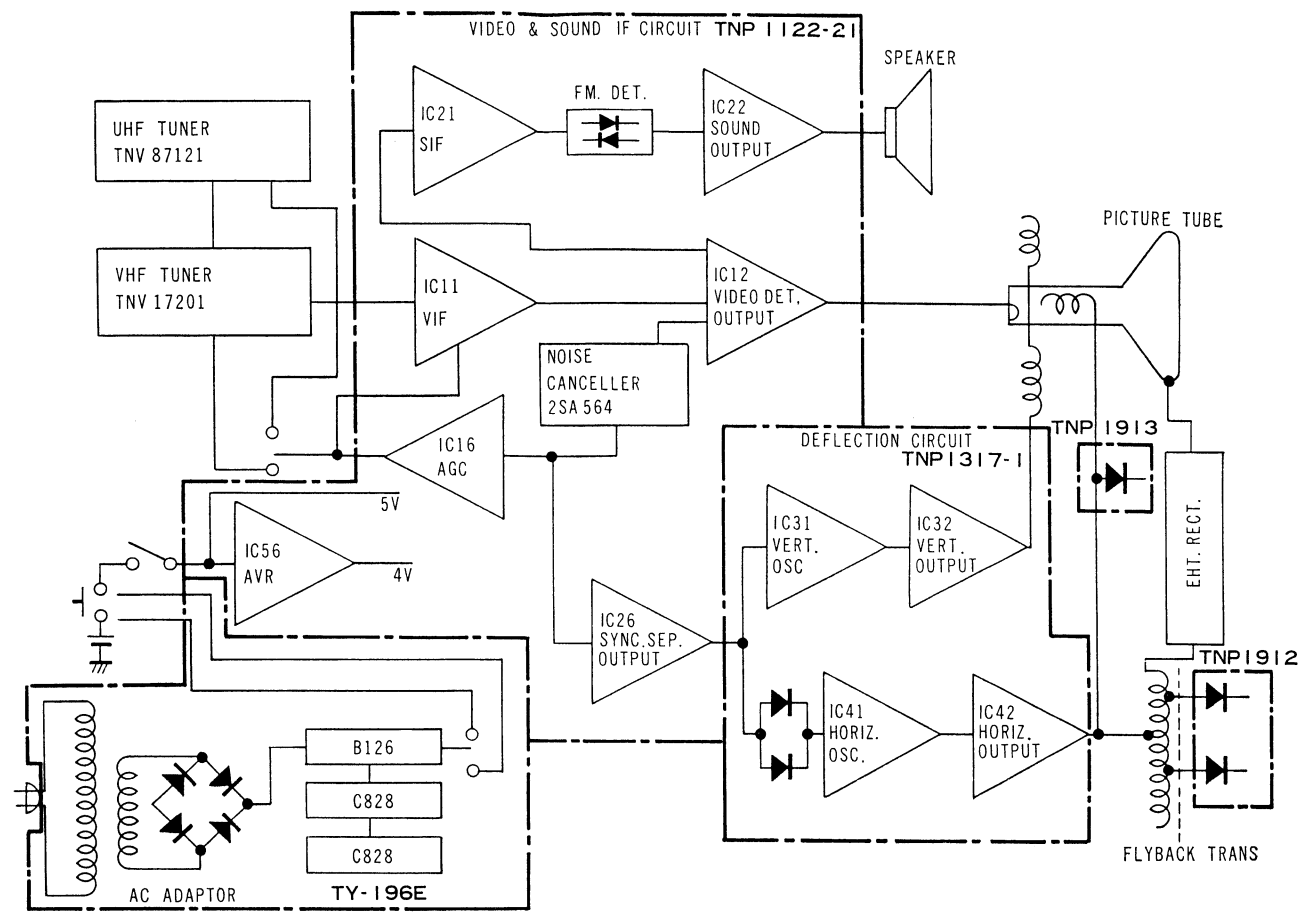 VIDEO & SOUND IF CIRCUIT TNP 1122-21
SPEAKER
FM. DET.
IC21
SIF
IC22
SOUND
OUTPUT
UHF TUNER
TNV 87121
PICTURE TUBE
VHF TUNER
TNV 17201
IC11
VIF
IC12
VIDEO DET,
OUTPUT
NOISE
CANCELLER
2SA 564
IC16
AGC
DEFLECTION CIRCUIT
TNP1317-1
TNP 1913
5V
IC56
AVR
4V
IC31
VERT.
OSC
IC32
VERT.
OUTPUT
EHT. RECT.
IC26
SYNC, SEP.
OUTPUT
TNP1912
IC41
HORIZ.
OSC.
IC42
HORIZ.
OUTPUT
B126
C828
C828
FLYBACK TRANS
AC ADAPTOR
TY-196E